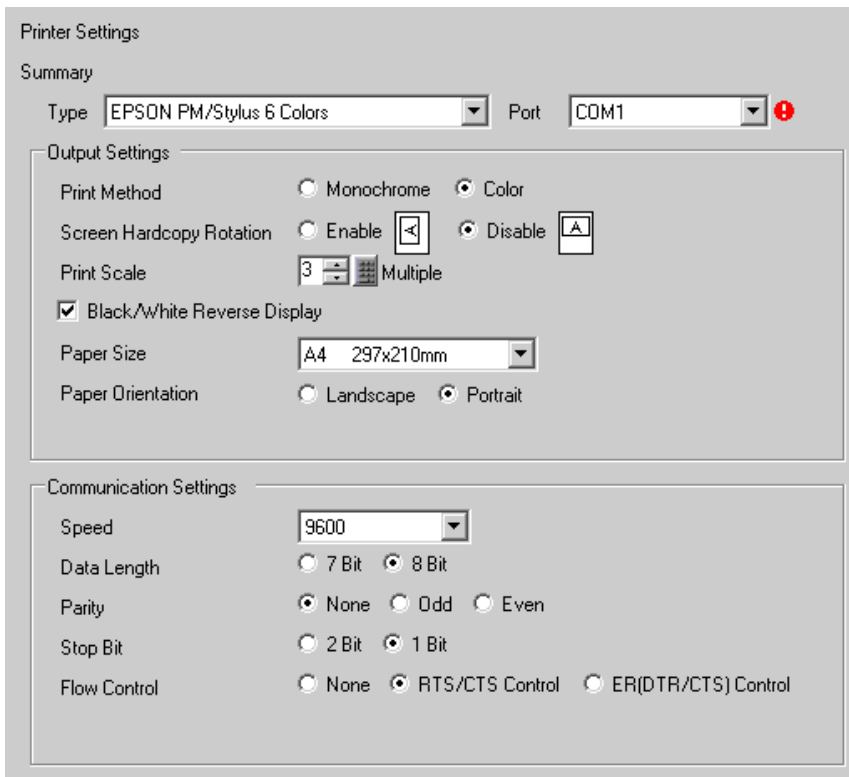 Printer Settings
Summary
Type EPSON PM/Stylus 6 Colors Port COM1
Output Settings
Print Method Monochrome Color
Screen Hardcopy Rotation Enable A Disable A
Print Scale 3 Multiple
Black/White Reverse Display
Paper Size A4 297x210mm
Paper Orientation Landscape Portrait
Communication Settings
Speed 9600
Data Length 7 Bit 8 Bit
Parity None Odd Even
Stop Bit 2 Bit 1 Bit
Flow Control None RTS/CTS Control ER(DTR/CTS) Control